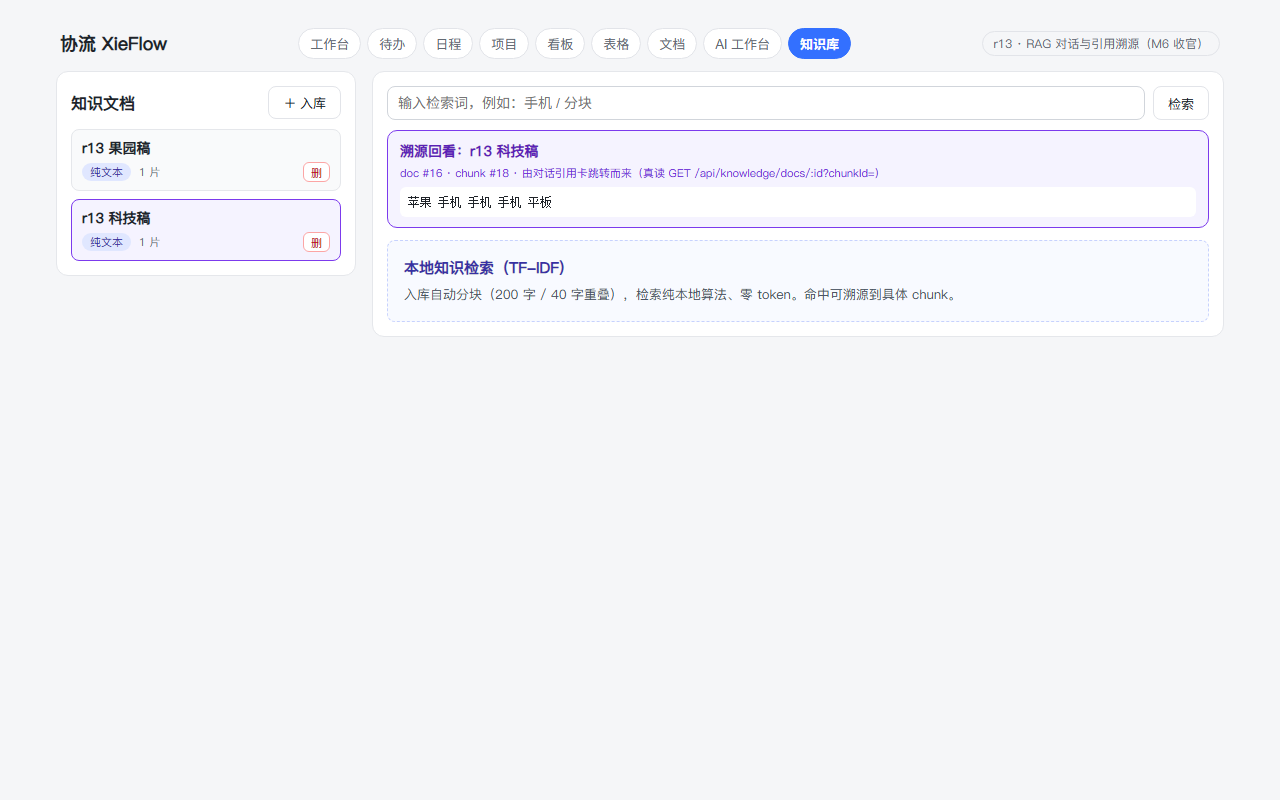 协流 XieFlow
工作台 待办 日程 项目 看板 表格 文档 AI 工作台 知识库
r13 · RAG 对话与引用溯源（M6 收官）
知识文档
＋ 入库
r13 果园稿
纯文本 1 片 删
r13 科技稿
纯文本 1 片 删
输入检索词，例如：手机 / 分块
检索
溯源回看：r13 科技稿
doc #16 · chunk #18 · 由对话引用卡跳转而来（真读 GET /api/knowledge/docs/:id?chunkId=）
苹果 手机 手机 手机 平板
本地知识检索（TF-IDF）
入库自动分块（200 字 / 40 字重叠），检索纯本地算法、零 token。命中可溯源到具体 chunk。